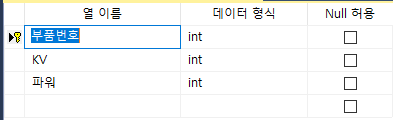 열 이름 데이터 형식 Null 허용
부품번호 int
KV int
파워 int